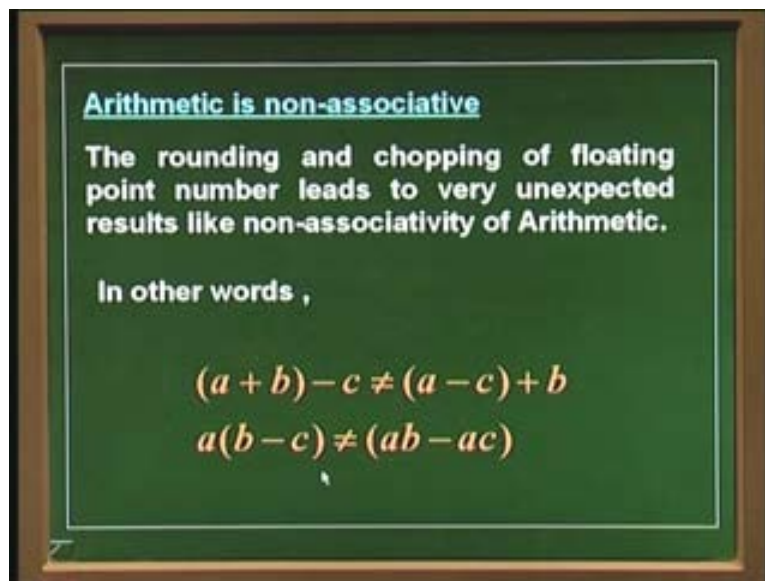 Arithmetic is non-associative
The rounding and chopping of floating
point number leads to very unexpected
results like non-associativity of Arithmetic.
In other words ,
(a + b) − c ≠ (a − c) + b
a(b − c) ≠ (ab − ac)